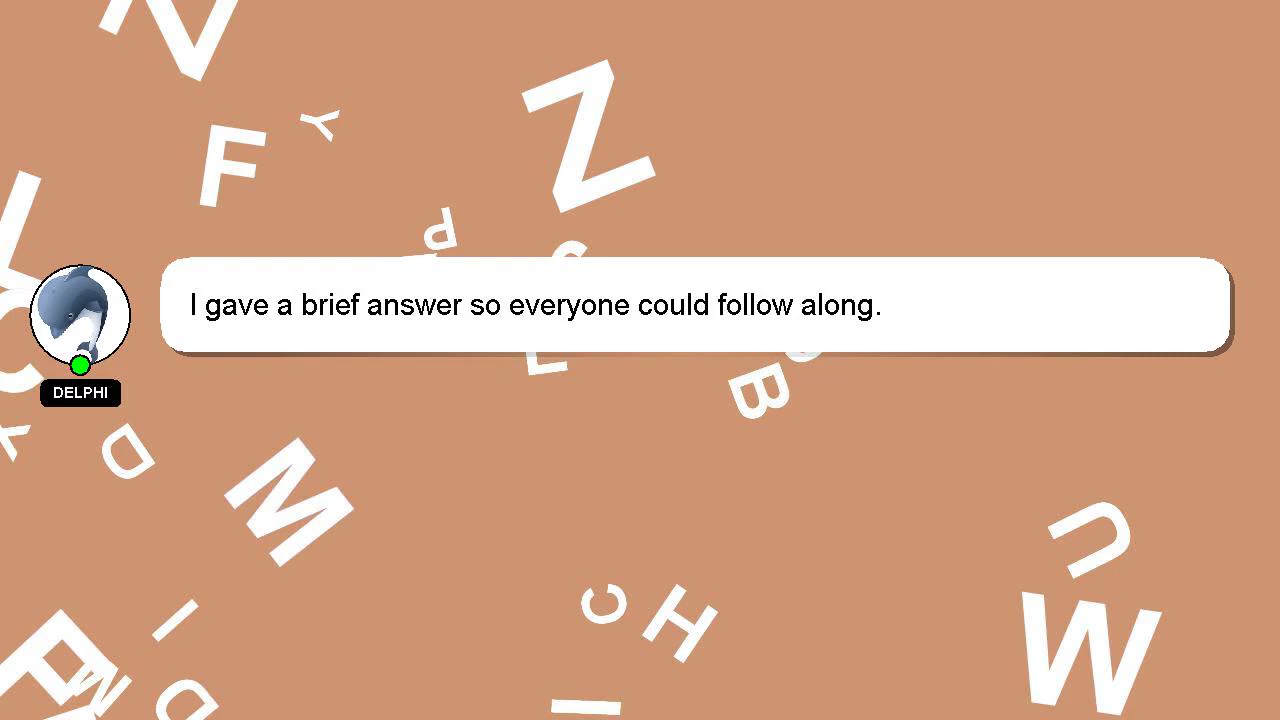 I gave a brief answer so everyone could follow along.
DELPHI
V
F
Y
Z
P
S
L
B
D
M
U
C
H
W
I
D
M
I